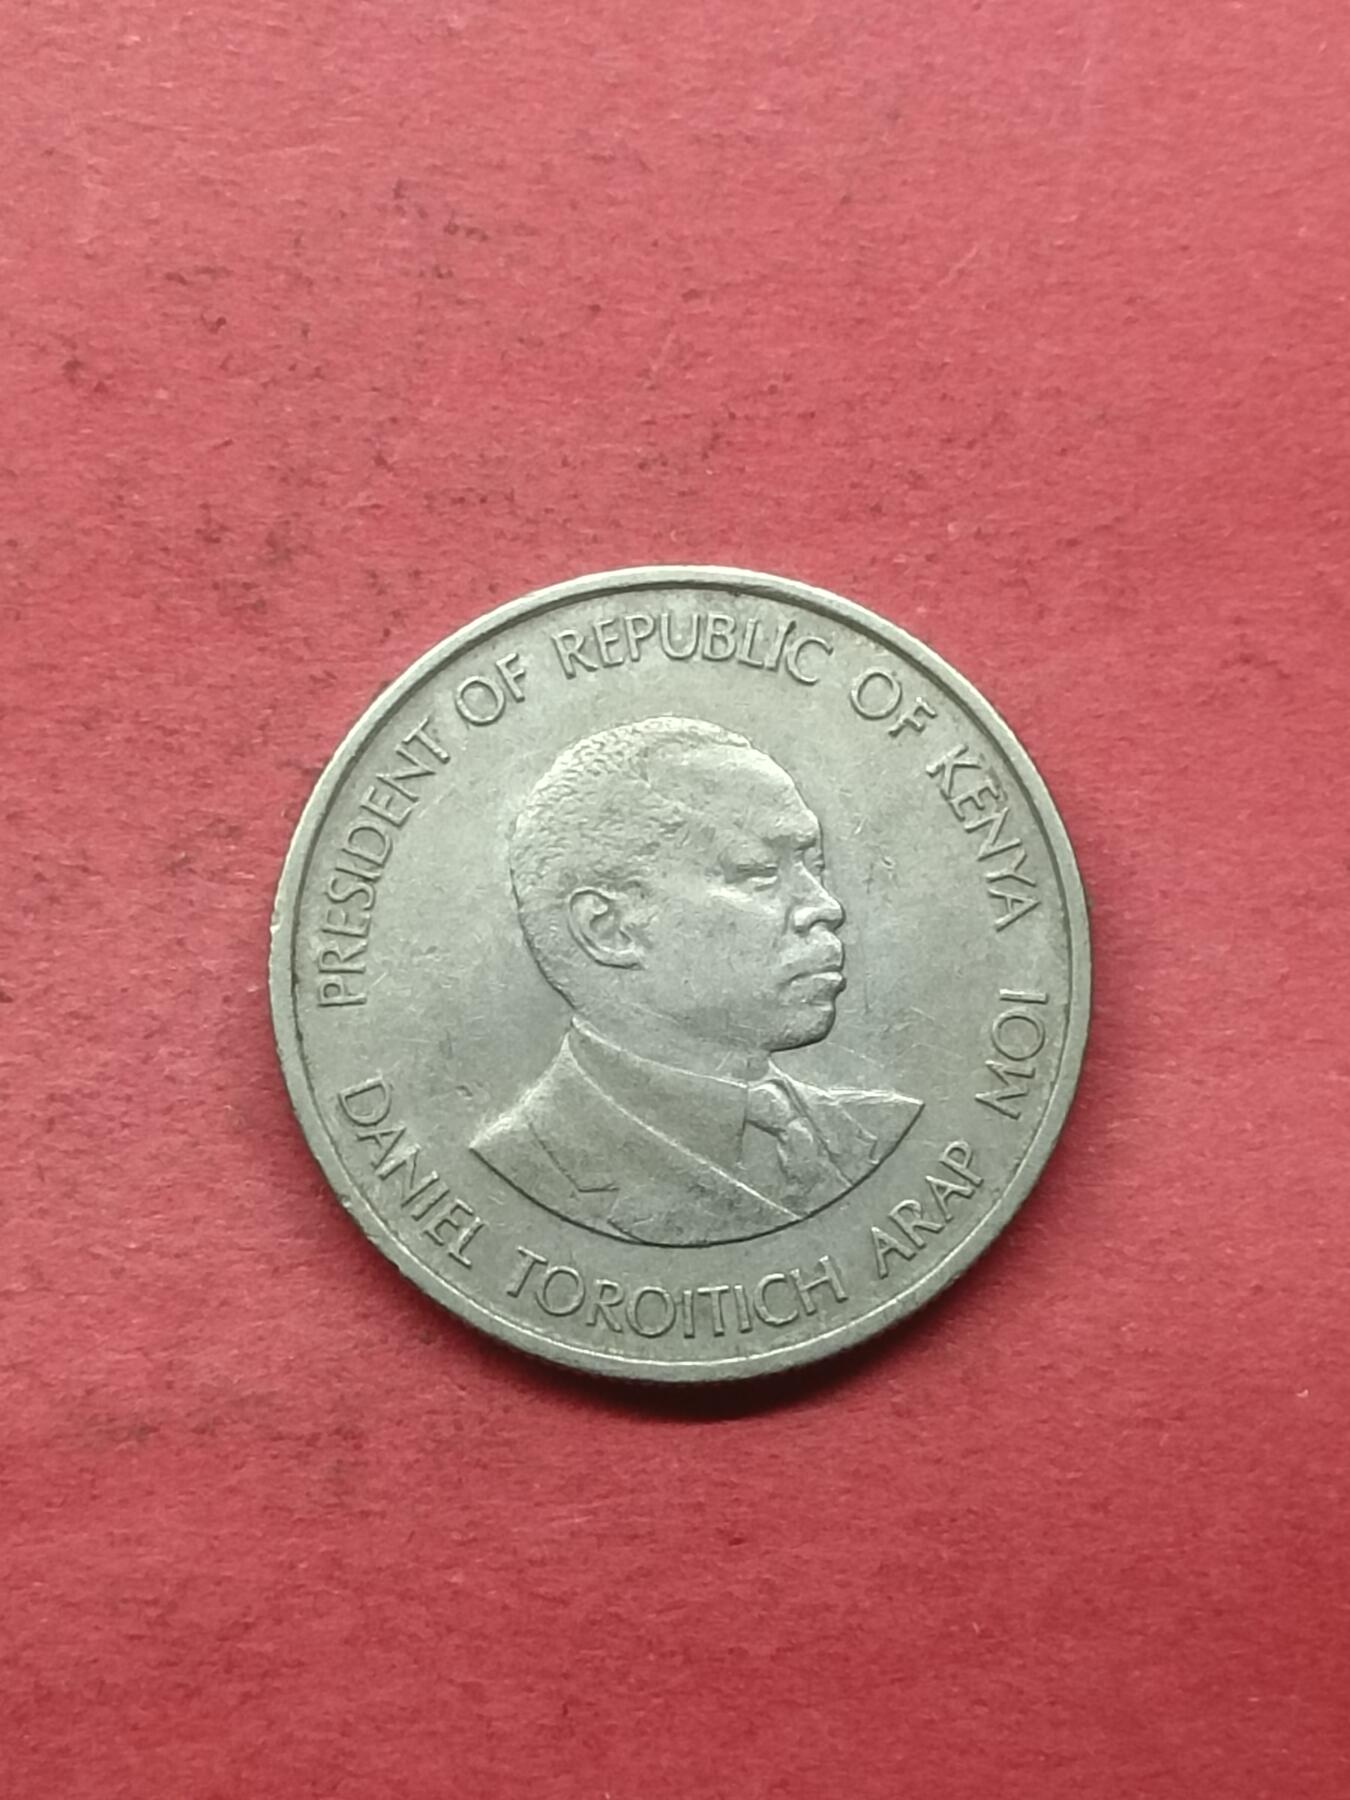 PRESIDENT OF REPUBLIC OF KENYA
DANIEL TOROITICH ARAP MOI